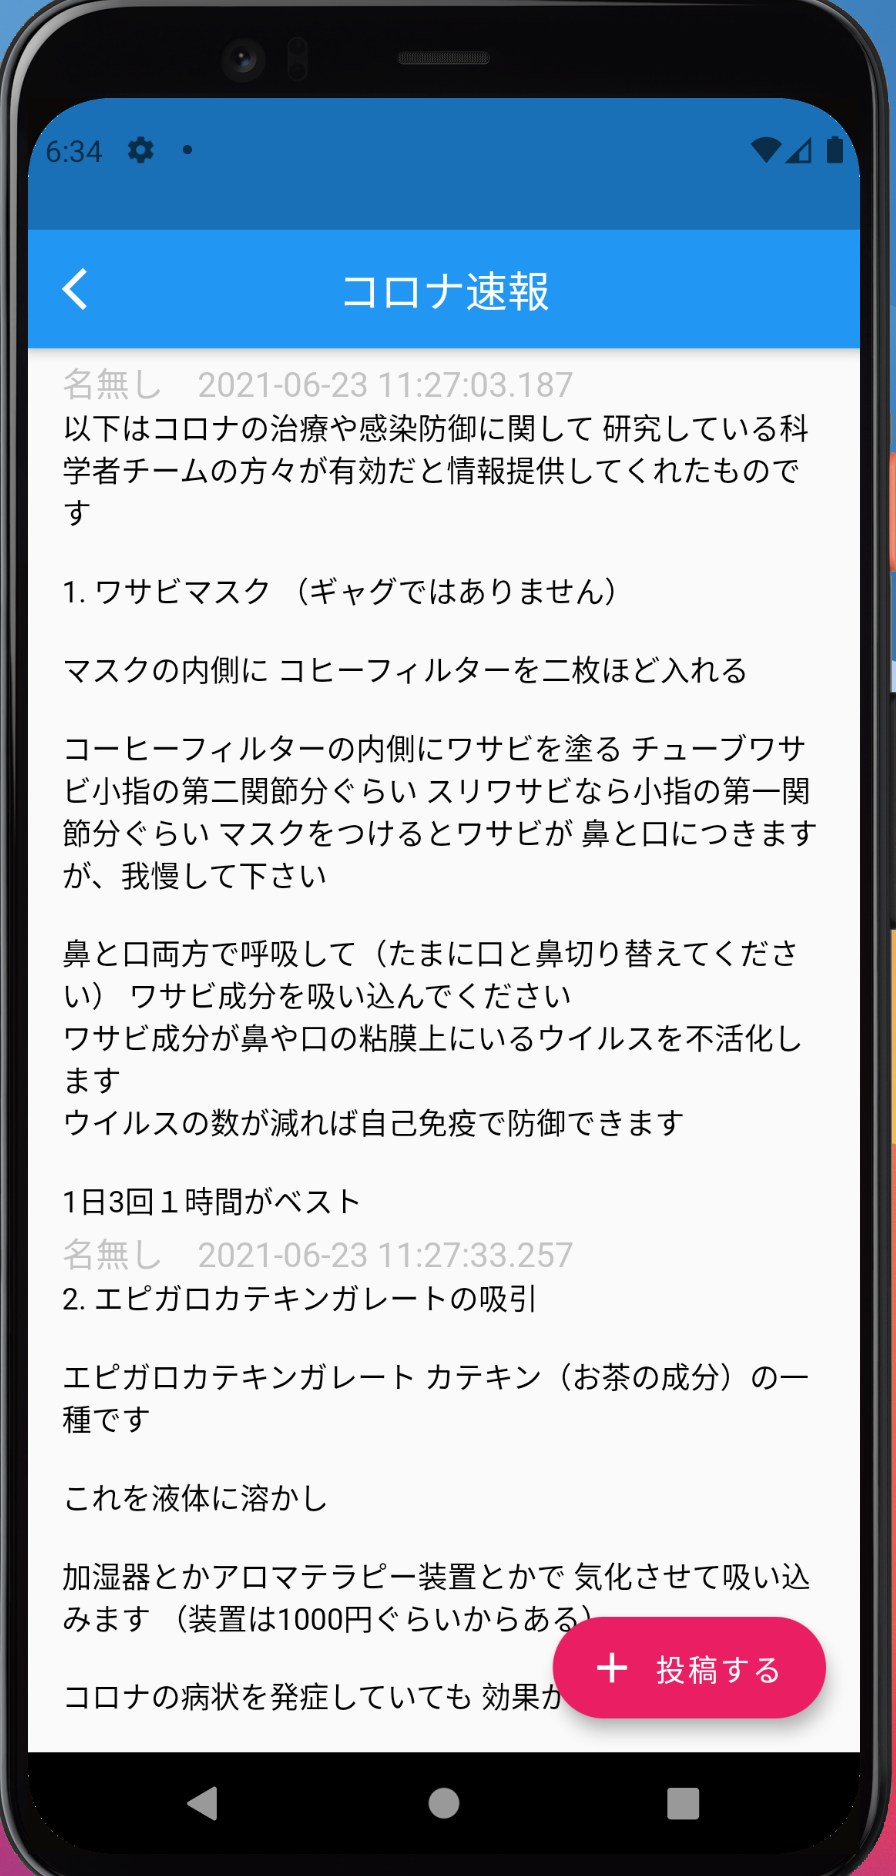 6:34
コロナ速報
名無し 2021-06-23 11:27:03.187
以下はコロナの治療や感染防御に関して 研究している科
学者チームの方々が有効だと情報提供してくれたもので
す
1. ワサビマスク （ギャグではありません）
マスクの内側に コヒーフィルターを二枚ほど入れる
コーヒーフィルターの内側にワサビを塗る チューブワサ
ビ小指の第二関節分ぐらい スリワサビなら小指の第一関
節分ぐらい マスクをつけるとワサビが 鼻と口につきます
が、我慢して下さい
鼻と口両方で呼吸して（たまに口と鼻切り替えてくださ
い） ワサビ成分を吸い込んでください
ワサビ成分が鼻や口の粘膜上にいるウイルスを不活化し
ます
ウイルスの数が減れば自己免疫で防御できます
1日3回１時間がベスト
名無し 2021-06-23 11:27:33.257
2. エピガロカテキンガレートの吸引
エピガロカテキンガレート カテキン（お茶の成分）の一
種です
これを液体に溶かし
加湿器とかアロマテラピー装置とかで 気化させて吸い込
みます （装置は1000円ぐらいからある）
コロナの病状を発症していても 効果が
投稿する